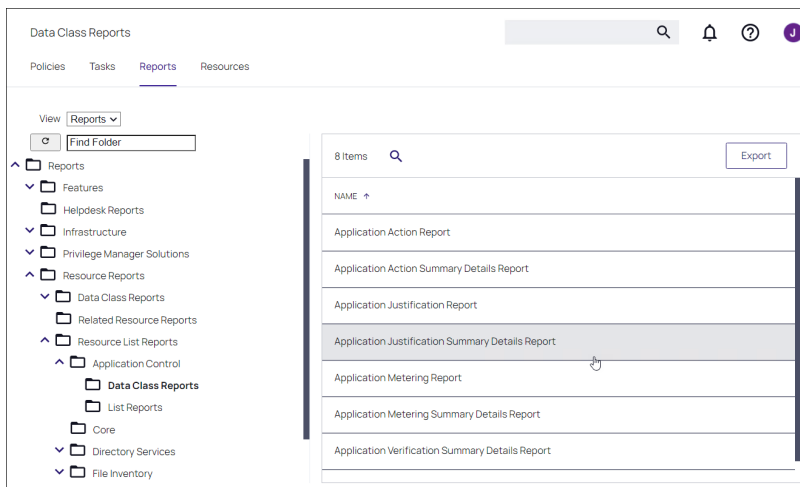 Data Class Reports
J
Policies Tasks Reports Resources
View Reports
Find Folder
Reports
Features
Helpdesk Reports
Infrastructure
Privilege Manager Solutions
Resource Reports
Data Class Reports
Related Resource Reports
Resource List Reports
Application Control
Data Class Reports
List Reports
Core
Directory Services
File Inventory
8 Items
Export
NAME
Application Action Report
Application Action Summary Details Report
Application Justification Report
Application Justification Summary Details Report
Application Metering Report
Application Metering Summary Details Report
Application Verification Summary Details Report